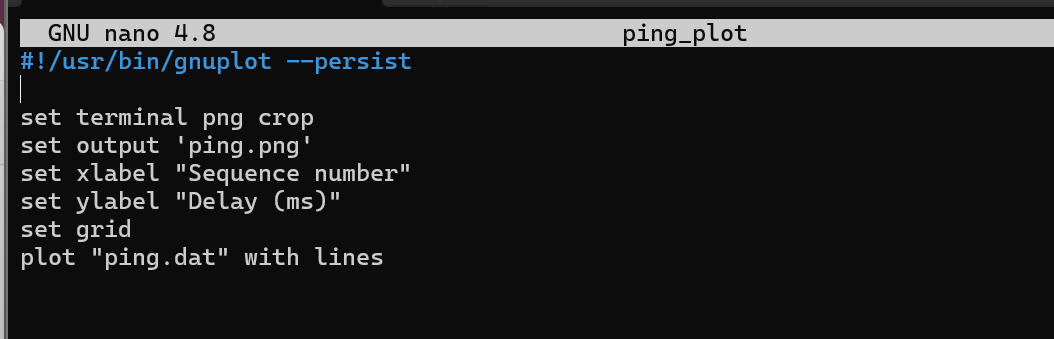 GNU nano 4.8 ping_plot
#!/usr/bin/gnuplot --persist
set terminal png crop
set output 'ping.png'
set xlabel "Sequence number"
set ylabel "Delay (ms)"
set grid
plot "ping.dat" with lines